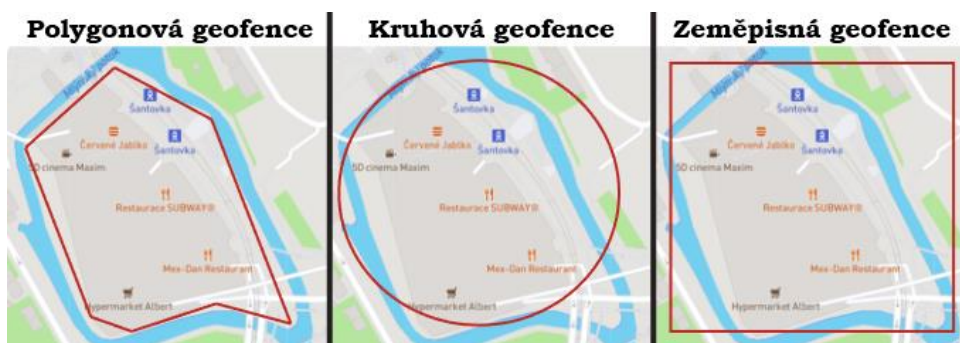 Polygonová geofence
Kruhová geofence
Zeměpisná geofence
Šantovka
Červené Jablko
Šantovka
5D cinema Maxim
Restaurace SUBWAY®
Mex-Dan Restaurant
Hypermarket Albert
Šantovka
Červené Jablko
Šantovka
5D cinema Maxim
Restaurace SUBWAY®
Mex-Dan Restaurant
Hypermarket Albert
Šantovka
Červené Jablko
Šantovka
5D cinema Maxim
Restaurace SUBWAY®
Mex-Dan Restaurant
Hypermarket Albert